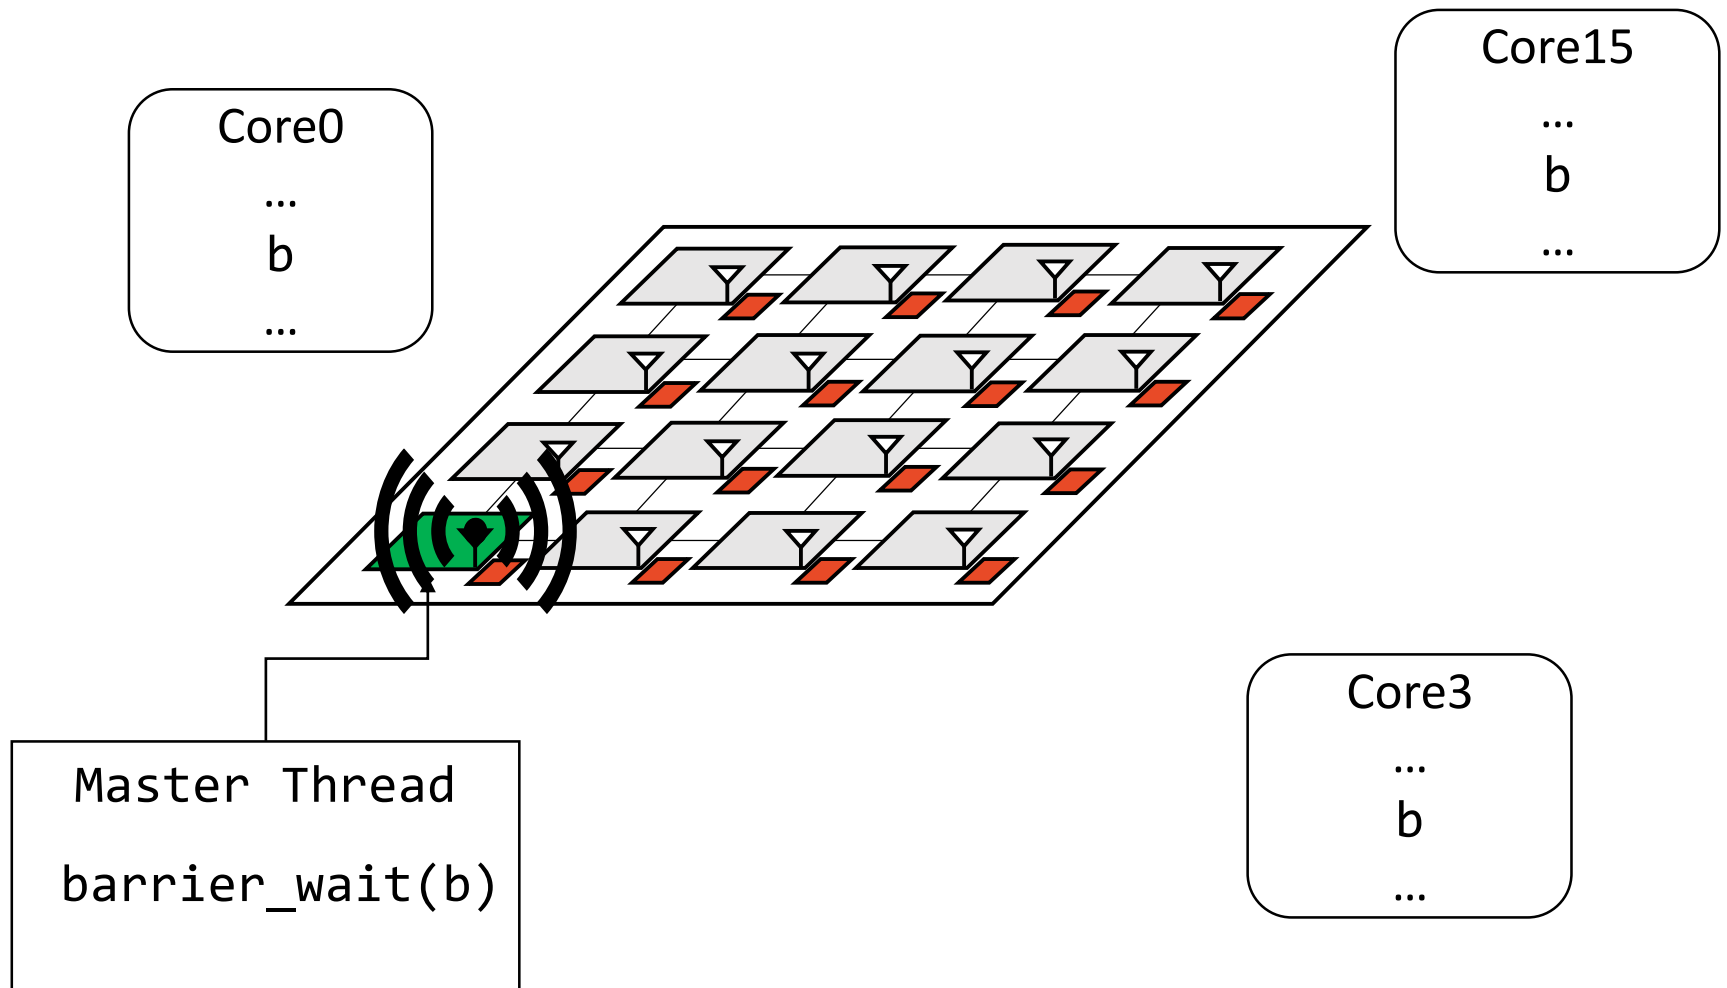 Core15
...
b
...
Core0
...
b
...
Core3
...
b
...
Master Thread
barrier_wait(b)